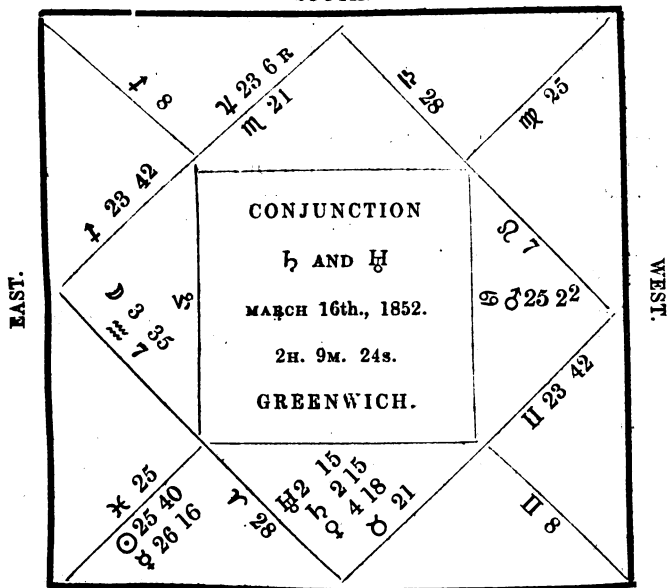 ♐ 8
♃ 23 6 R
♏ 21
♎ 28
♍ 25
♐ 23 42
CONJUNCTION
♄ AND ♅
MARCH 16th., 1852.
2H. 9M. 24s.
GREENWICH.
♌ 7
♋ ♂ 25 22
EAST.
WEST.
☽ 3 35
♑
♒ 7
♊ 23 42
♓ 25
☉ 25 40
☿ 26 16
♈ 28
♅ 2 15
♄ 2 15
♀ 4 18
♉ 21
♊ 8